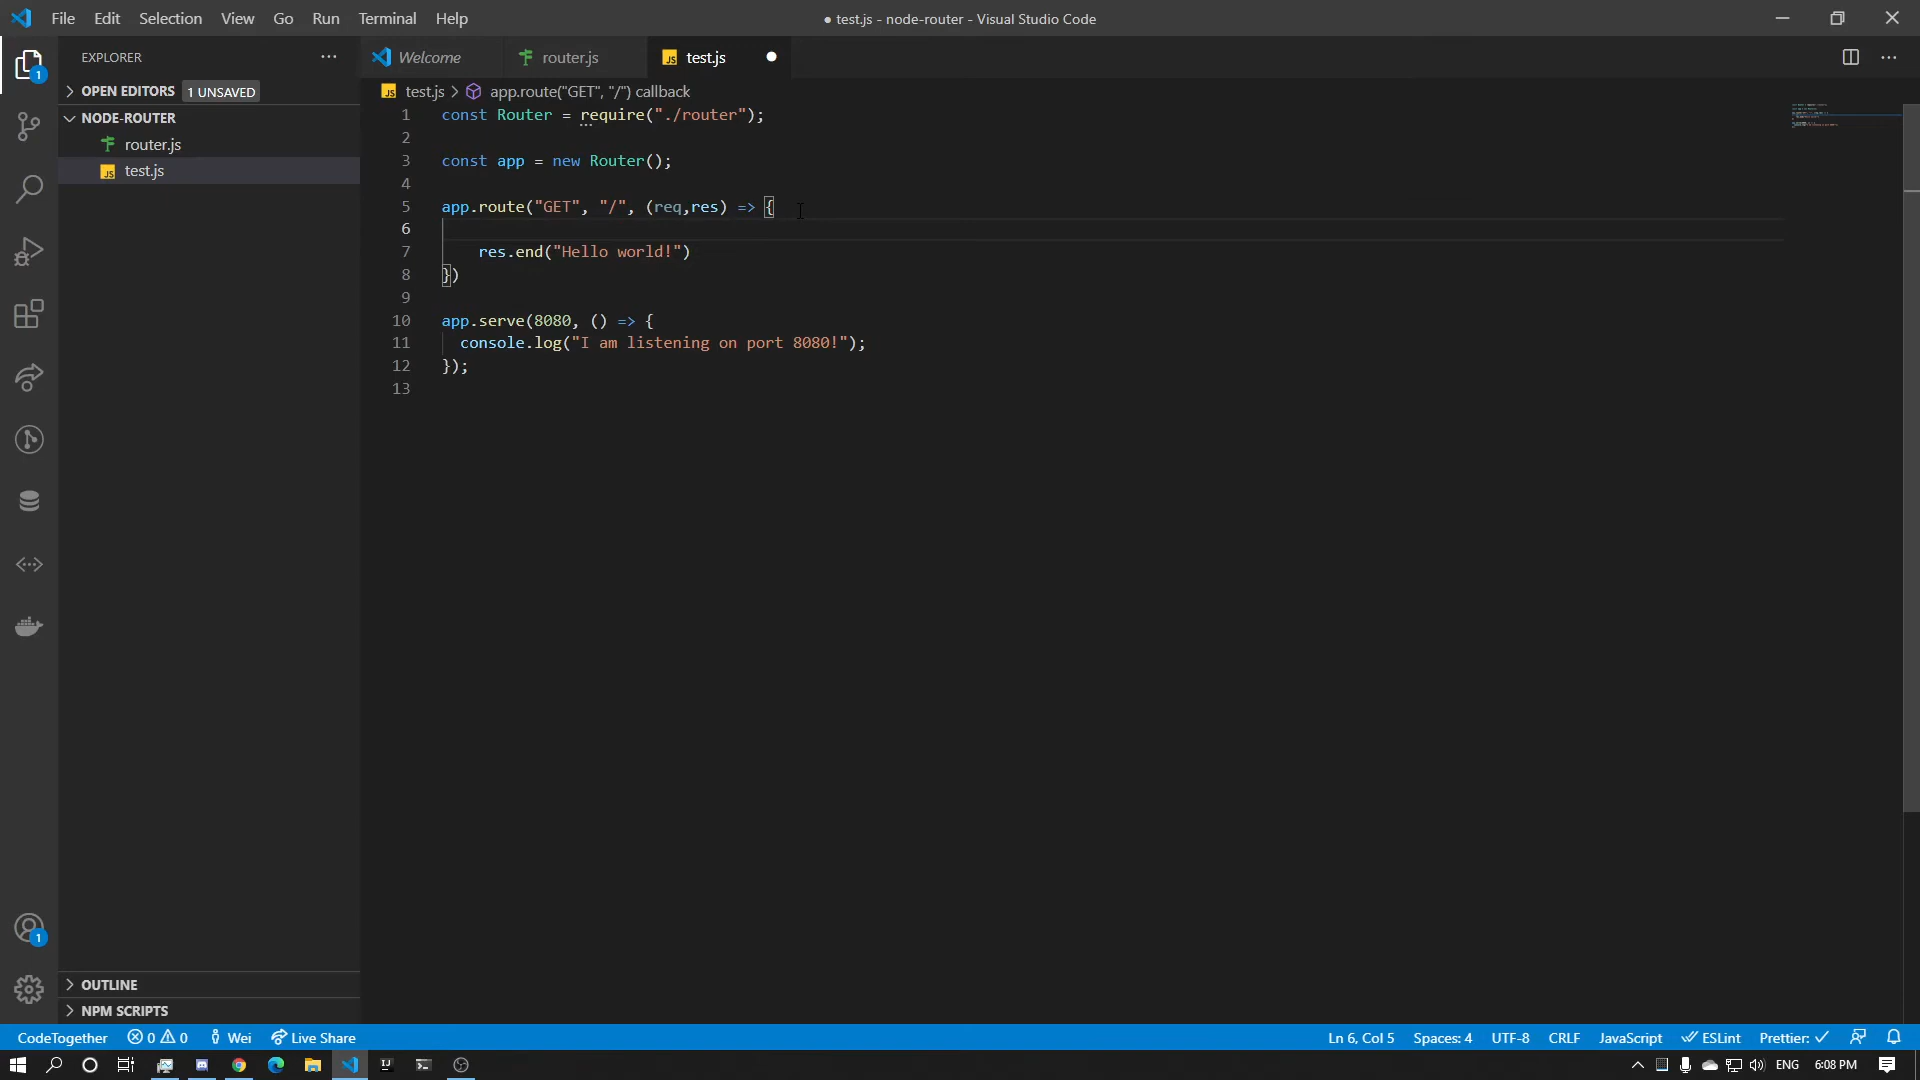 File Edit Selection View Go Run Terminal Help
● test.js - node-router - Visual Studio Code
EXPLORER
Welcome
router.js
test.js
OPEN EDITORS 1 UNSAVED
NODE-ROUTER
router.js
test.js
test.js > app.route("GET", "/") callback
1 const Router = require("./router");
2
3 const app = new Router();
4
5 app.route("GET", "/", (req,res) => {
6
7 res.end("Hello world!")
8 })
9
10 app.serve(8080, () => {
11 console.log("I am listening on port 8080!");
12 });
13
1
1
OUTLINE
NPM SCRIPTS
CodeTogether 0 0 Wei Live Share
Ln 6, Col 5 Spaces: 4 UTF-8 CRLF JavaScript ESLint Prettier: ✓
ENG 6:08 PM